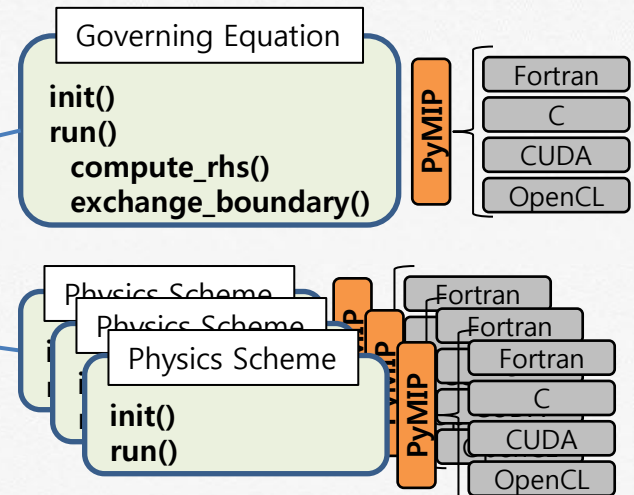 Governing Equation
init()
run()
compute_rhs()
exchange_boundary()
PyMIP
Fortran
C
CUDA
OpenCL
Physics Scheme
Physics Scheme
Physics Scheme
init()
run()
PyMIP
Fortran
Fortran
Fortran
C
CUDA
OpenCL